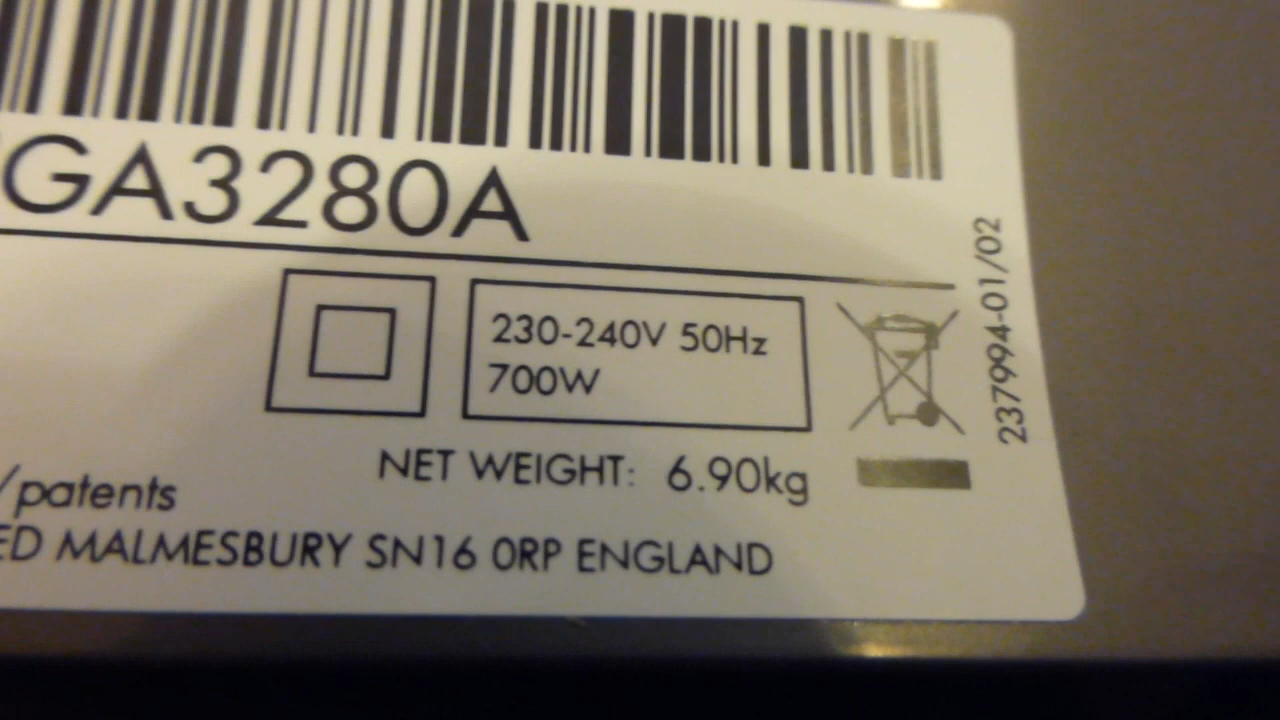 GA3280A
230-240V 50Hz
700W
NET WEIGHT: 6.90kg
/patents
ED MALMESBURY SN16 0RP ENGLAND
237994-01/02